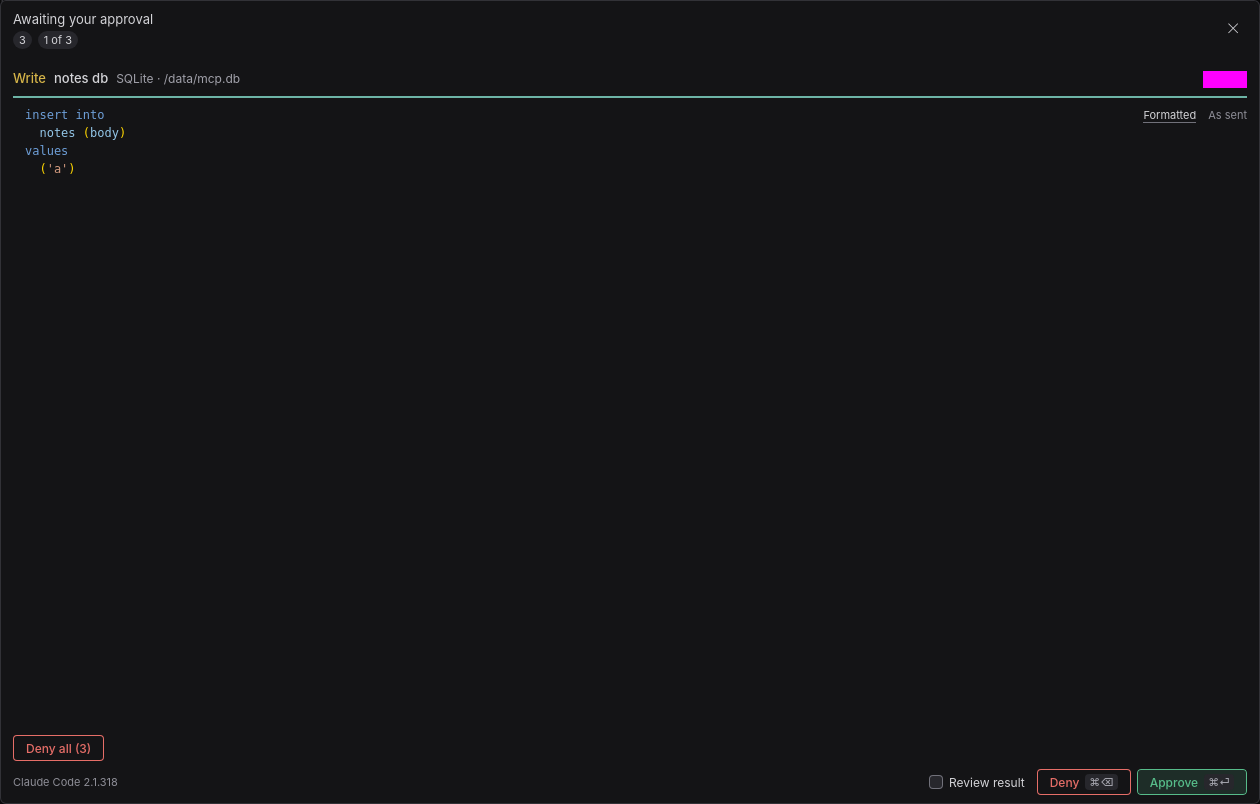 Awaiting your approval
3 1 of 3
Write notes db SQLite · /data/mcp.db
Formatted As sent
insert into
  notes (body)
values
  ('a')
Deny all (3)
Claude Code 2.1.318
Review result Deny ⌘⌫ Approve ⌘⏎